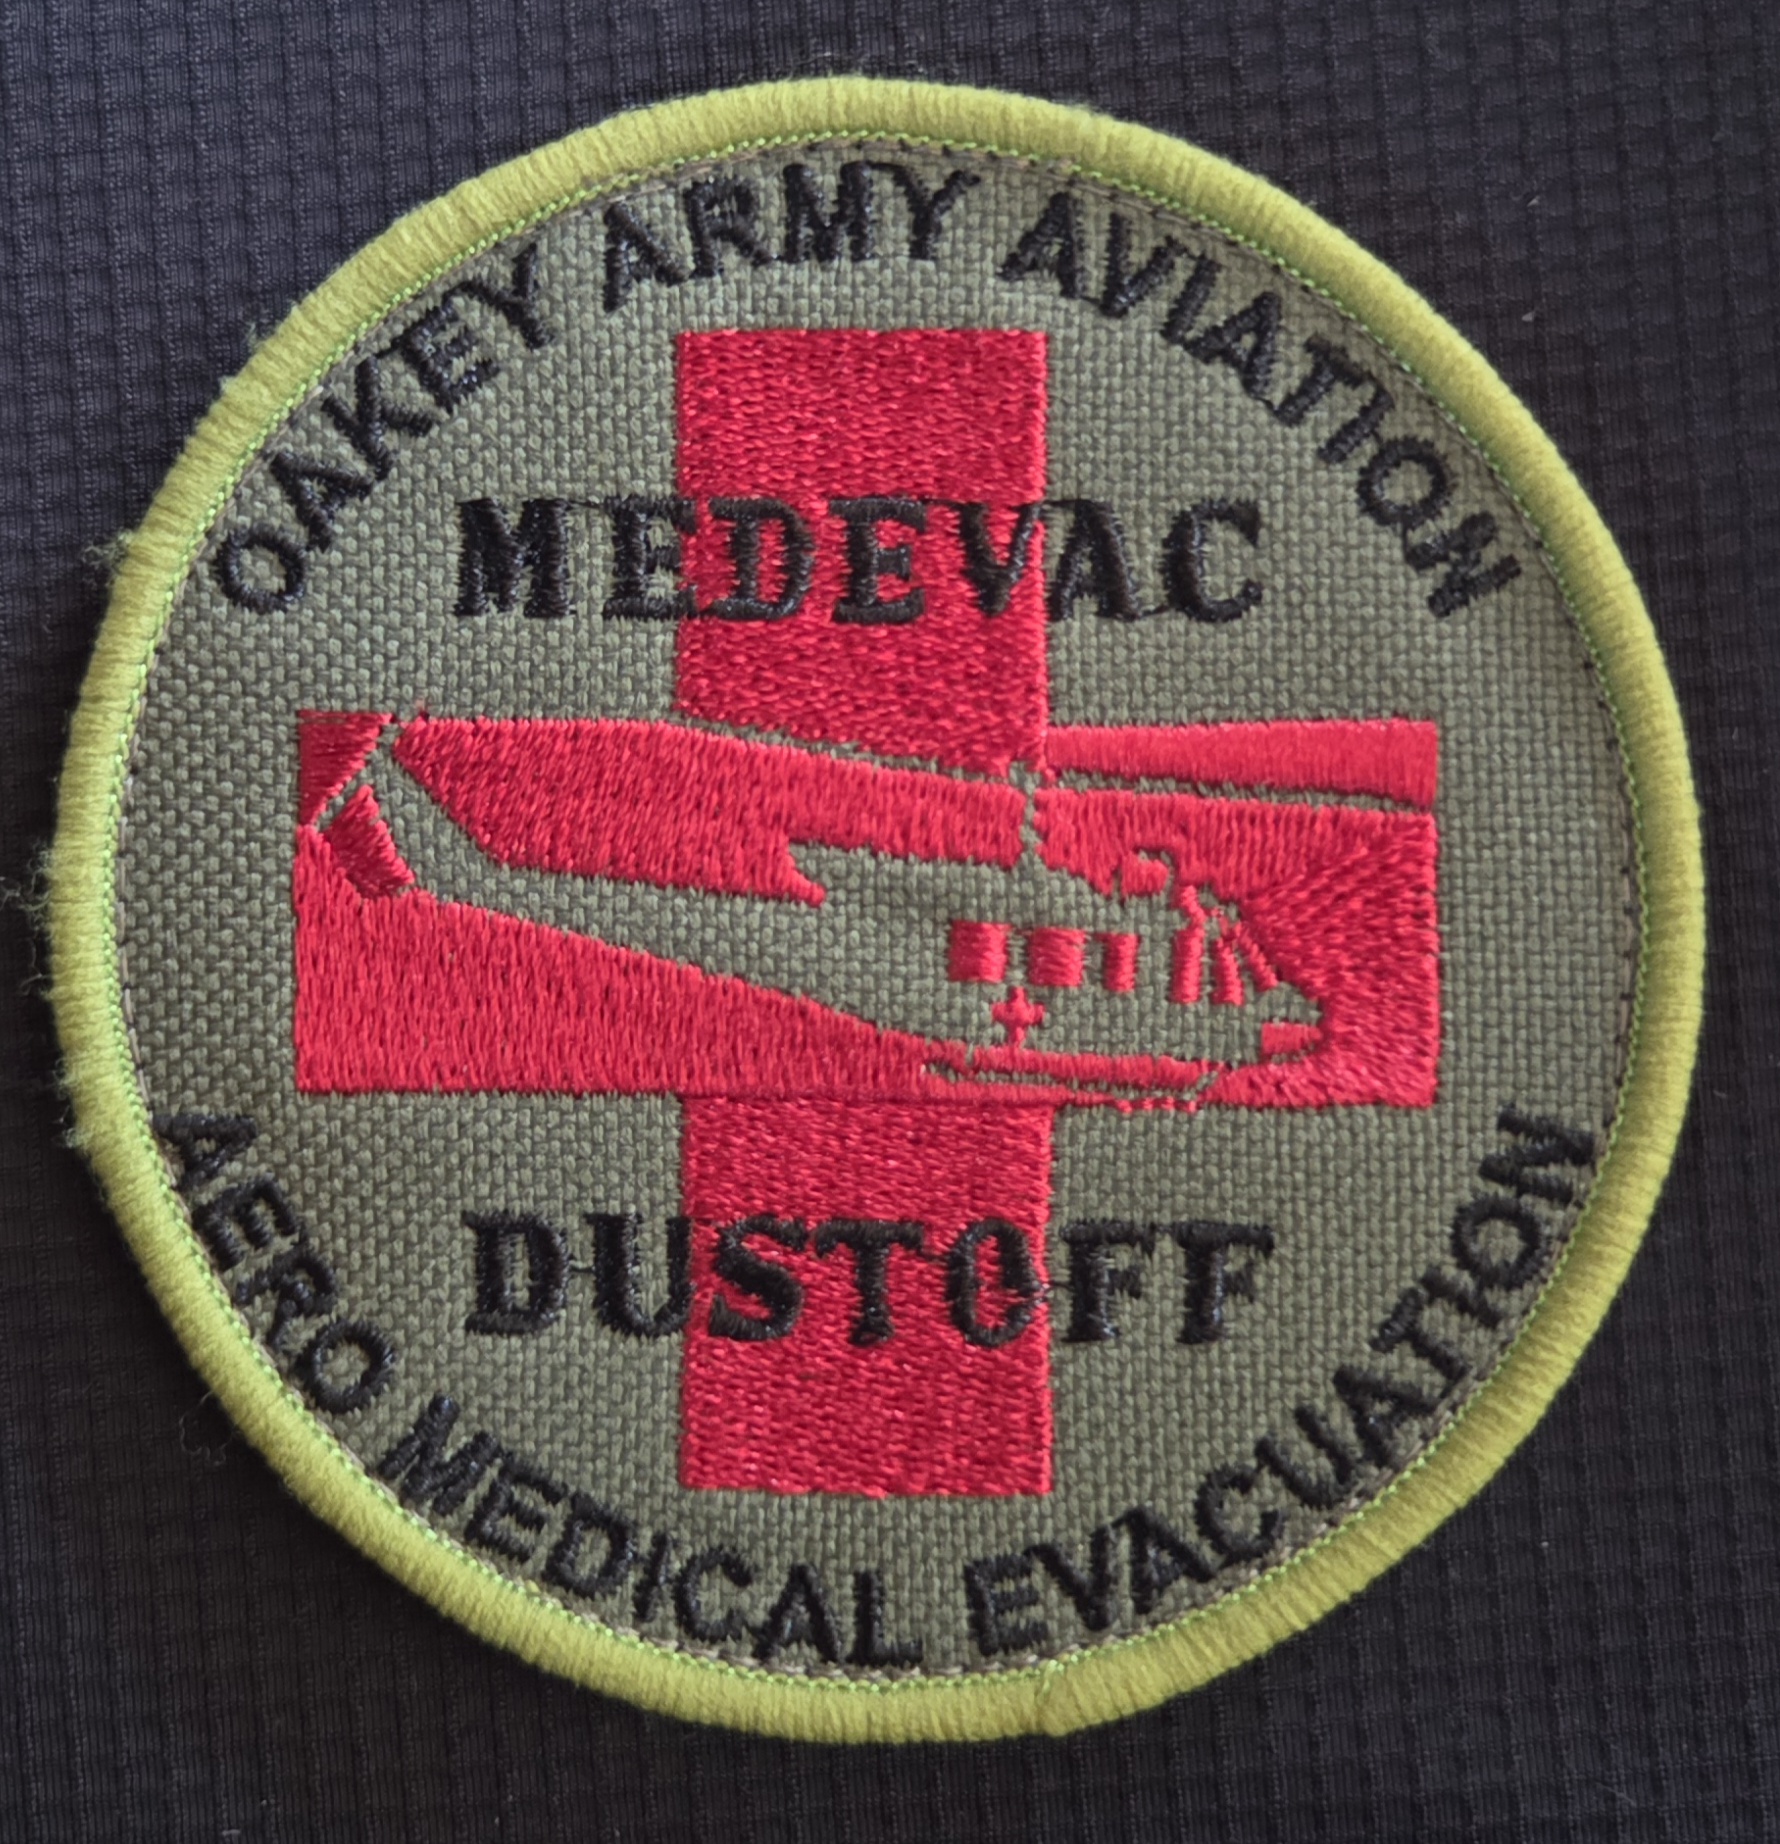 OAKEY ARMY AVIATION
MEDEVAC
DUSTOFF
AERO MEDICAL EVACUATION